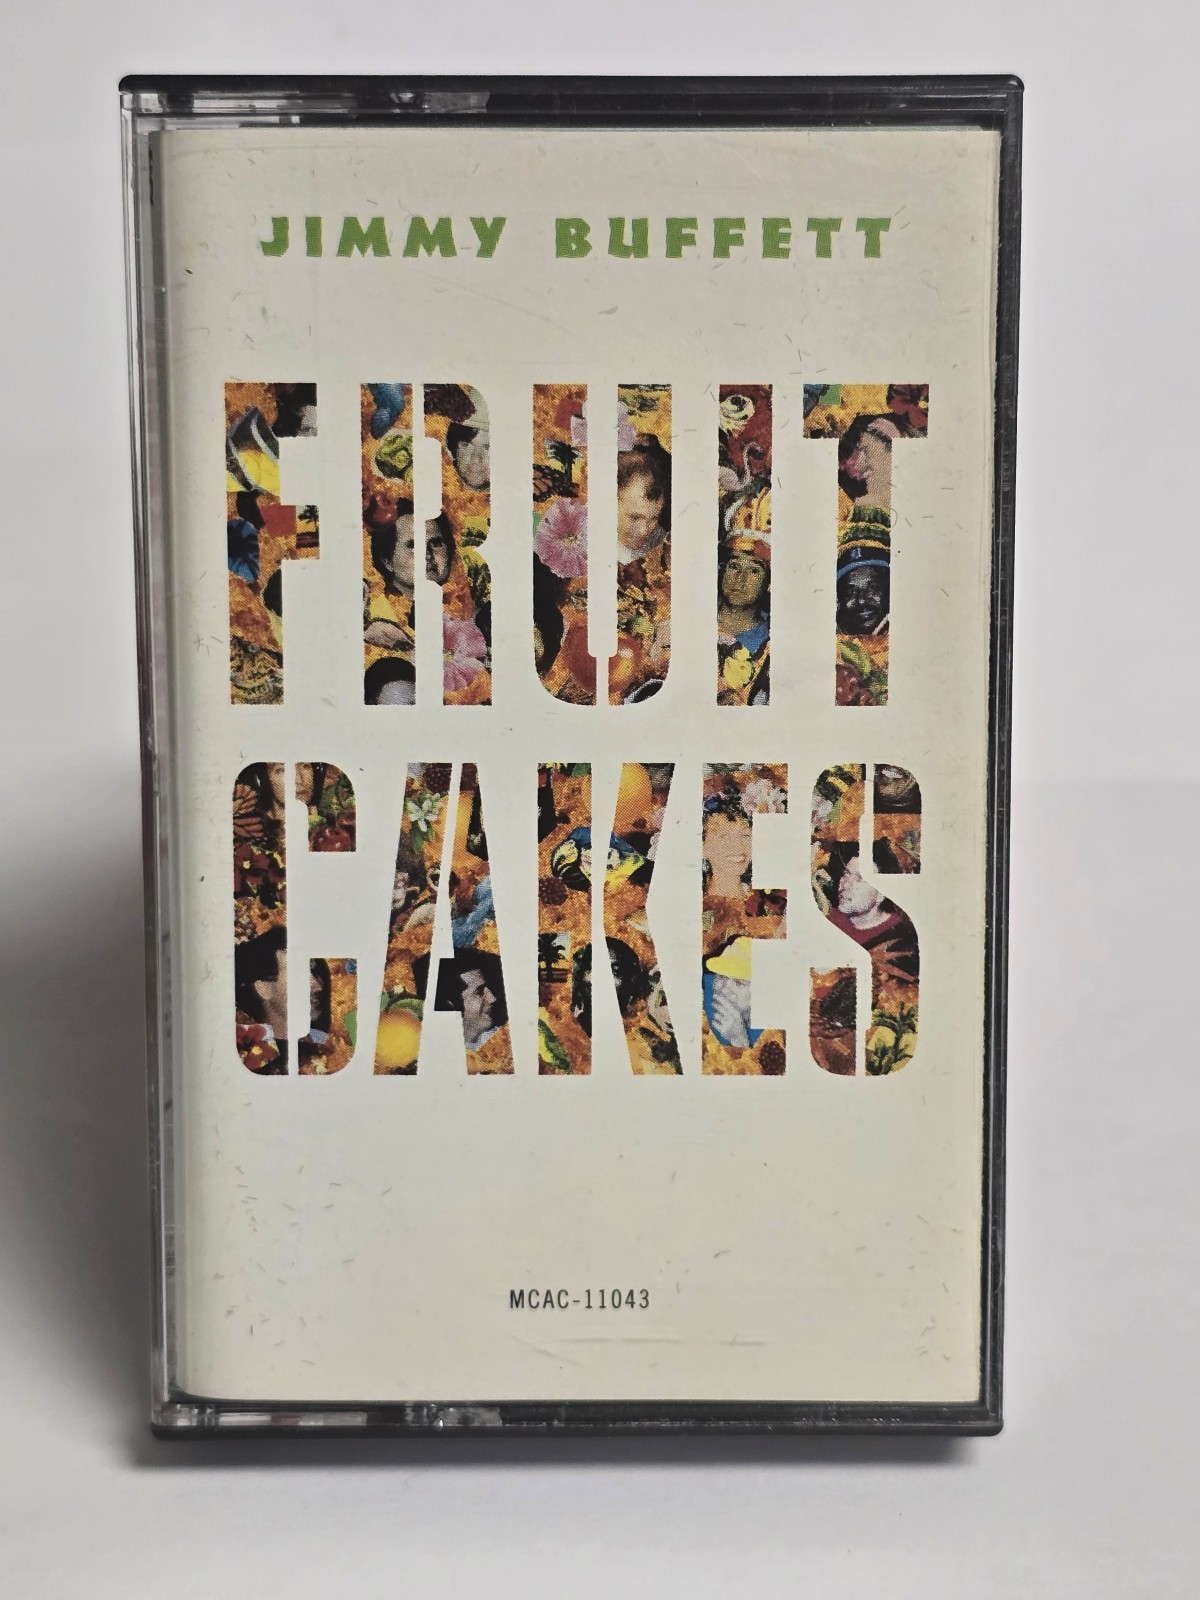 JIMMY BUFFETT
FRUIT
CAKES
MCAC-11043